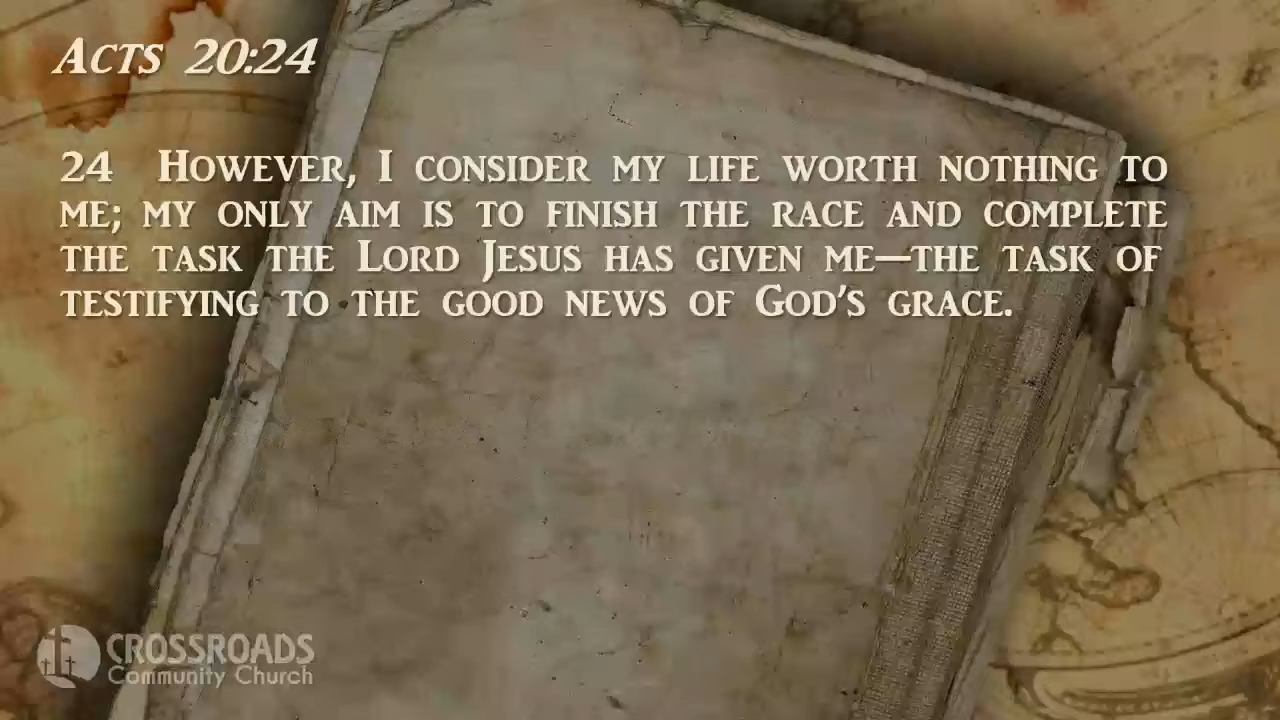 Acts 20:24
24 However, I consider my life worth nothing to
me; my only aim is to finish the race and complete
the task the Lord Jesus has given me—the task of
testifying to the good news of God's grace.
CROSSROADS
Community Church